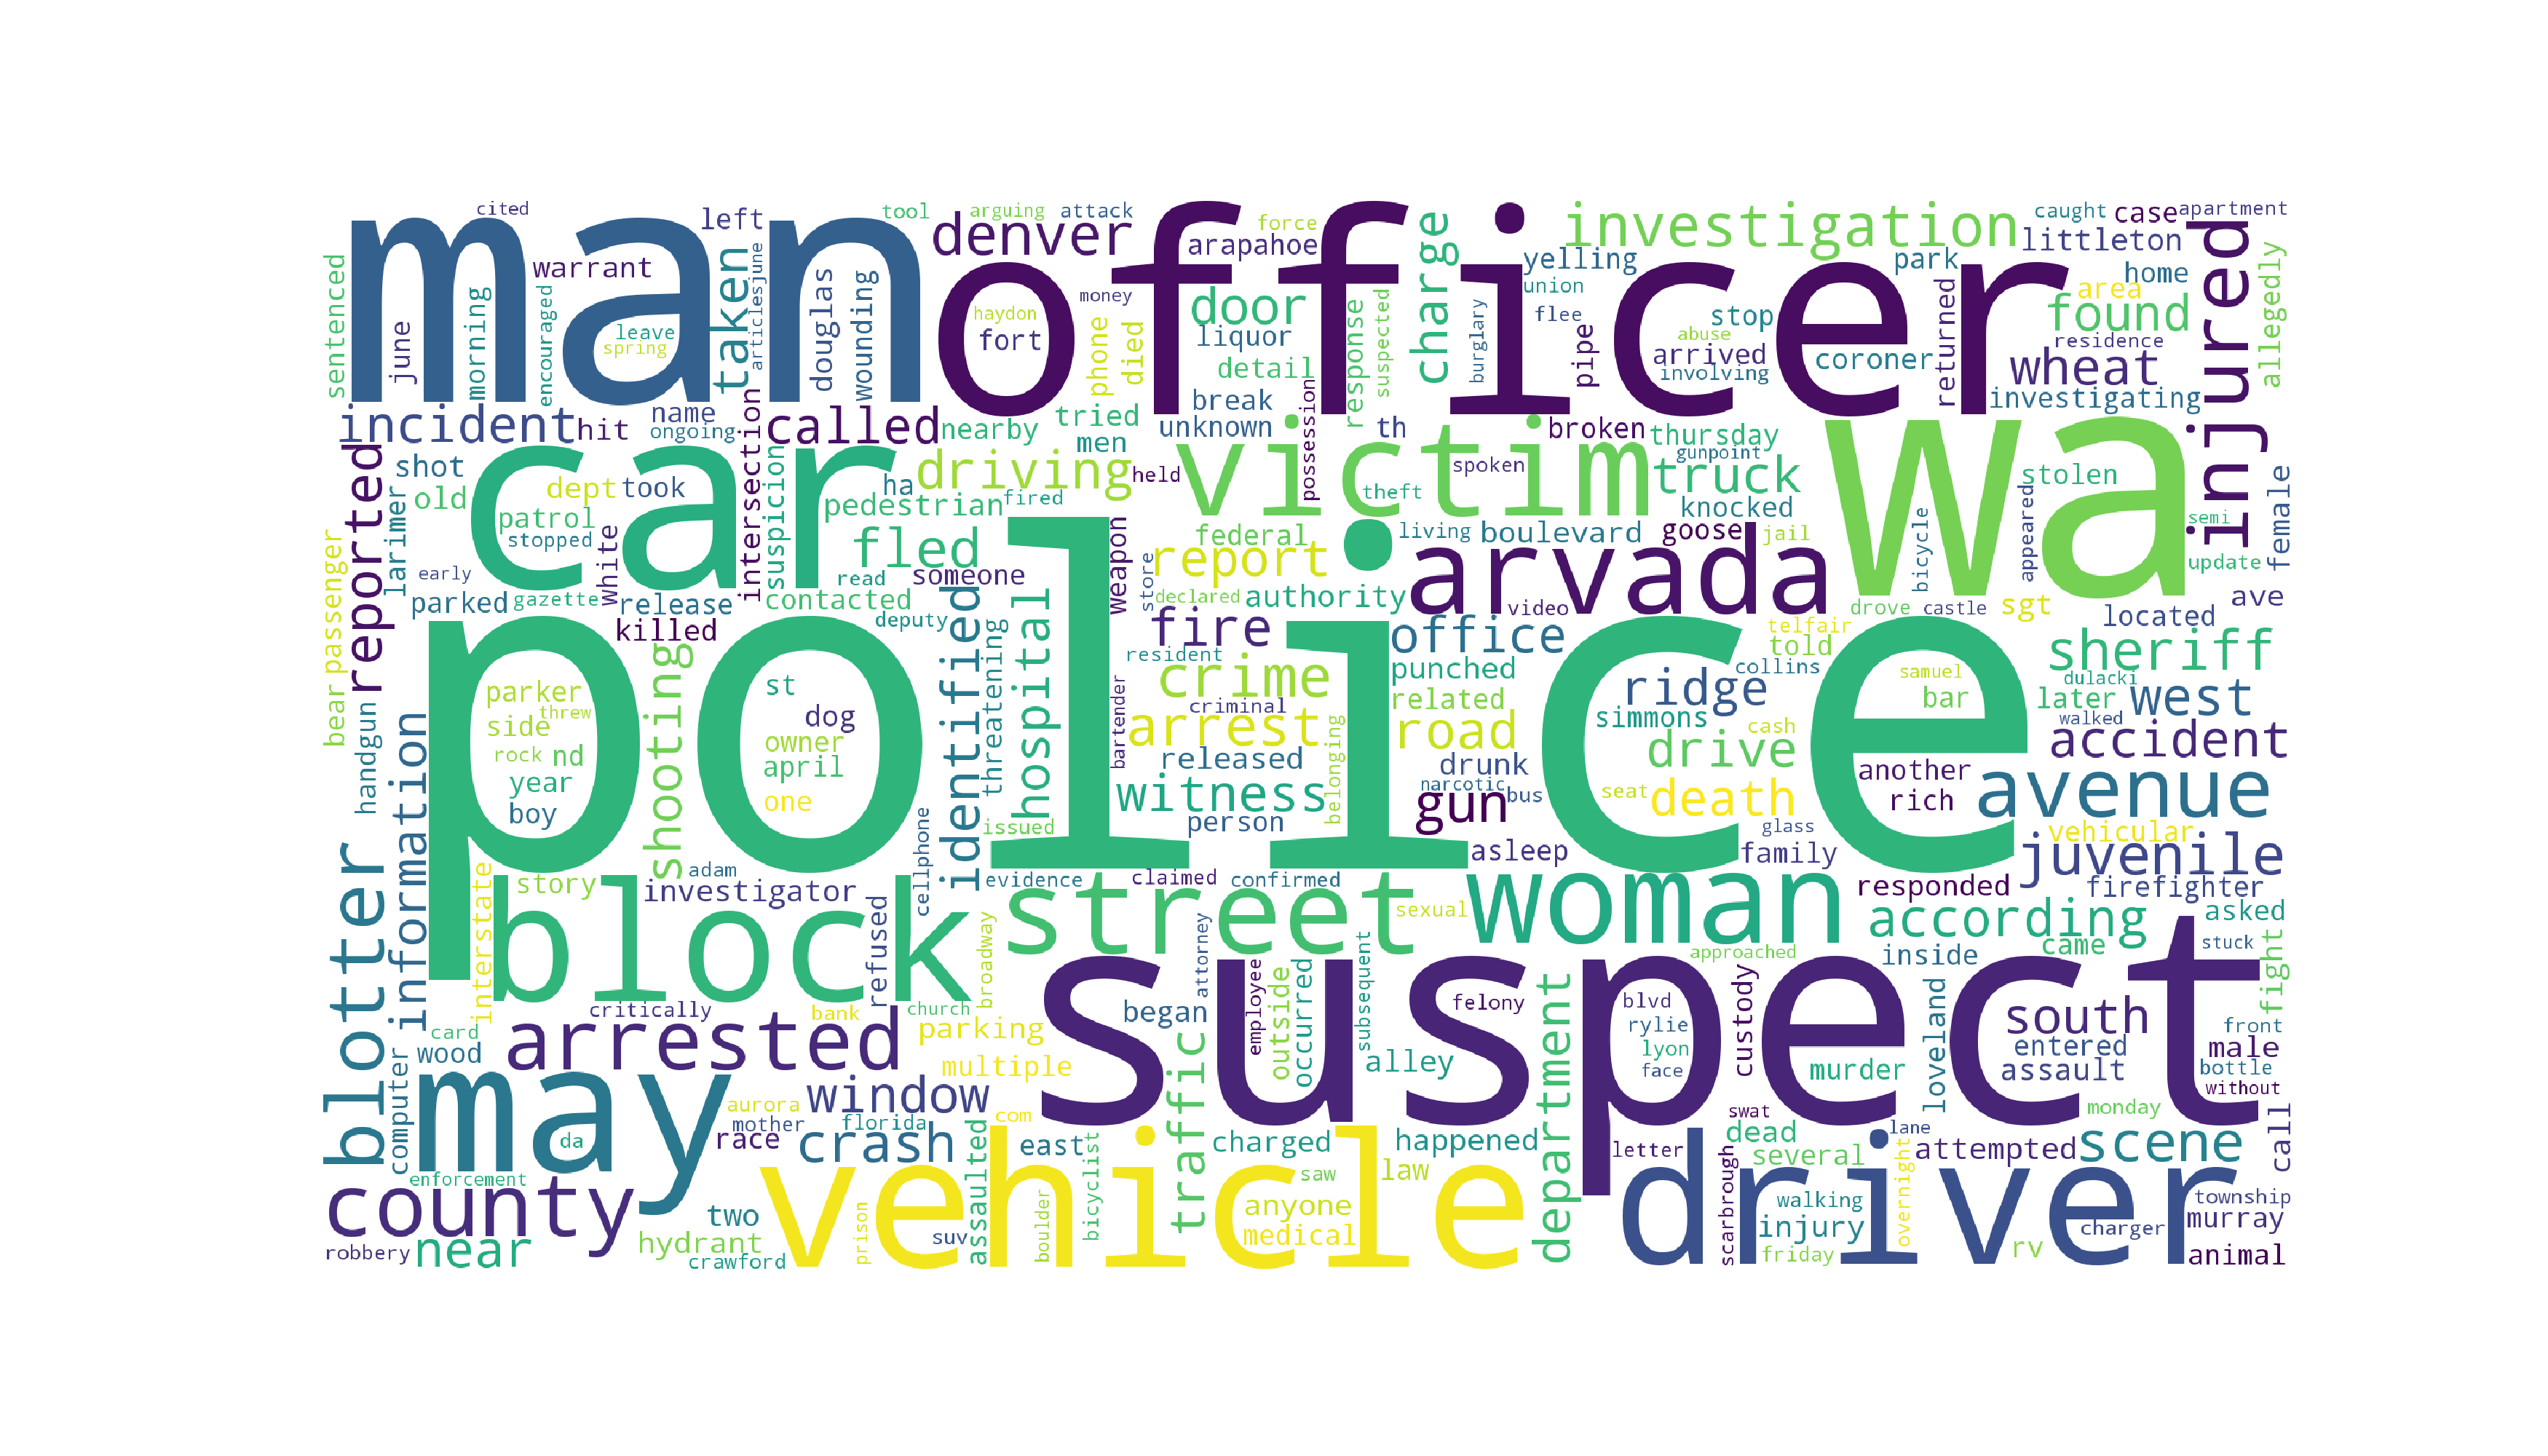 cited
man
left
tool
arguing
attack
force
officer
investigation
caught
case
apartment
littleton
denver
arapahoe
charge
yelling
park
home
injured
allegedly
sentenced
warrant
taken
articlesjune
douglas
wounding
june
morning
encouraged
leave
spring
haydon
money
fort
phone
died
door
liquor
detail
response
suspected
burglary
union
flee
stop
abuse
pipe
arrived
involving
coroner
returned
area
found
residence
wheat
investigating
incident
hit
name
ongoing
intersection
called
nearby
tried
men
break
unknown
possession
th
broken
thursday
gunpoint
victim
wa
reported
shot
old
larimer
car
dept
took
patrol
stopped
white
suspicion
driving
ha
pedestrian
fired
held
theft
spoken
truck
knocked
stolen
female
semi
update
bear
passenger
early
parked
gazette
release
killed
fled
read
someone
contacted
deputy
identified
hospital
weapon
store
federal
report
declared
authority
living
boulevard
goose
jail
arvada
video
drove
bicycle
castle
appeared
sgt
located
ave
police
fire
office
telfair
told
collins
samuel
sheriff
dulacki
resident
crime
criminal
bartender
punched
related
ridge
simmons
bar
later
walked
west
handgun
information
parker
side
threw
rock
nd
year
boy
shooting
st
dog
owner
april
one
threatening
arrest
released
witness
belonging
person
issued
road
drunk
narcotic
bus
gun
cash
drive
seat
death
another
rich
accident
avenue
glass
asleep
family
vehicular
juvenile
blotter
interstate
story
adam
investigator
cellphone
evidence
claimed
confirmed
block
refused
broadway
street
sexual
woman
responded
firefighter
according
asked
stuck
approached
inside
came
fight
critically
bank
church
attorney
began
employee
outside
occurred
subsequent
suspect
felony
blvd
rylie
lyon
face
custody
murder
loveland
south
entered
assault
front
male
bottle
without
card
wood
computer
arrested
parking
multiple
traffic
alley
department
may
da
enforcement
window
aurora
mother
florida
race
crash
com
east
assaulted
bicyclist
charged
saw
happened
law
letter
swat
dead
several
lane
monday
attempted
scene
call
county
robbery
near
two
hydrant
crawford
vehicle
prison
suv
boulder
anyone
medical
driver
scarbrough
walking
injury
friday
overnight
rv
charger
township
murray
animal